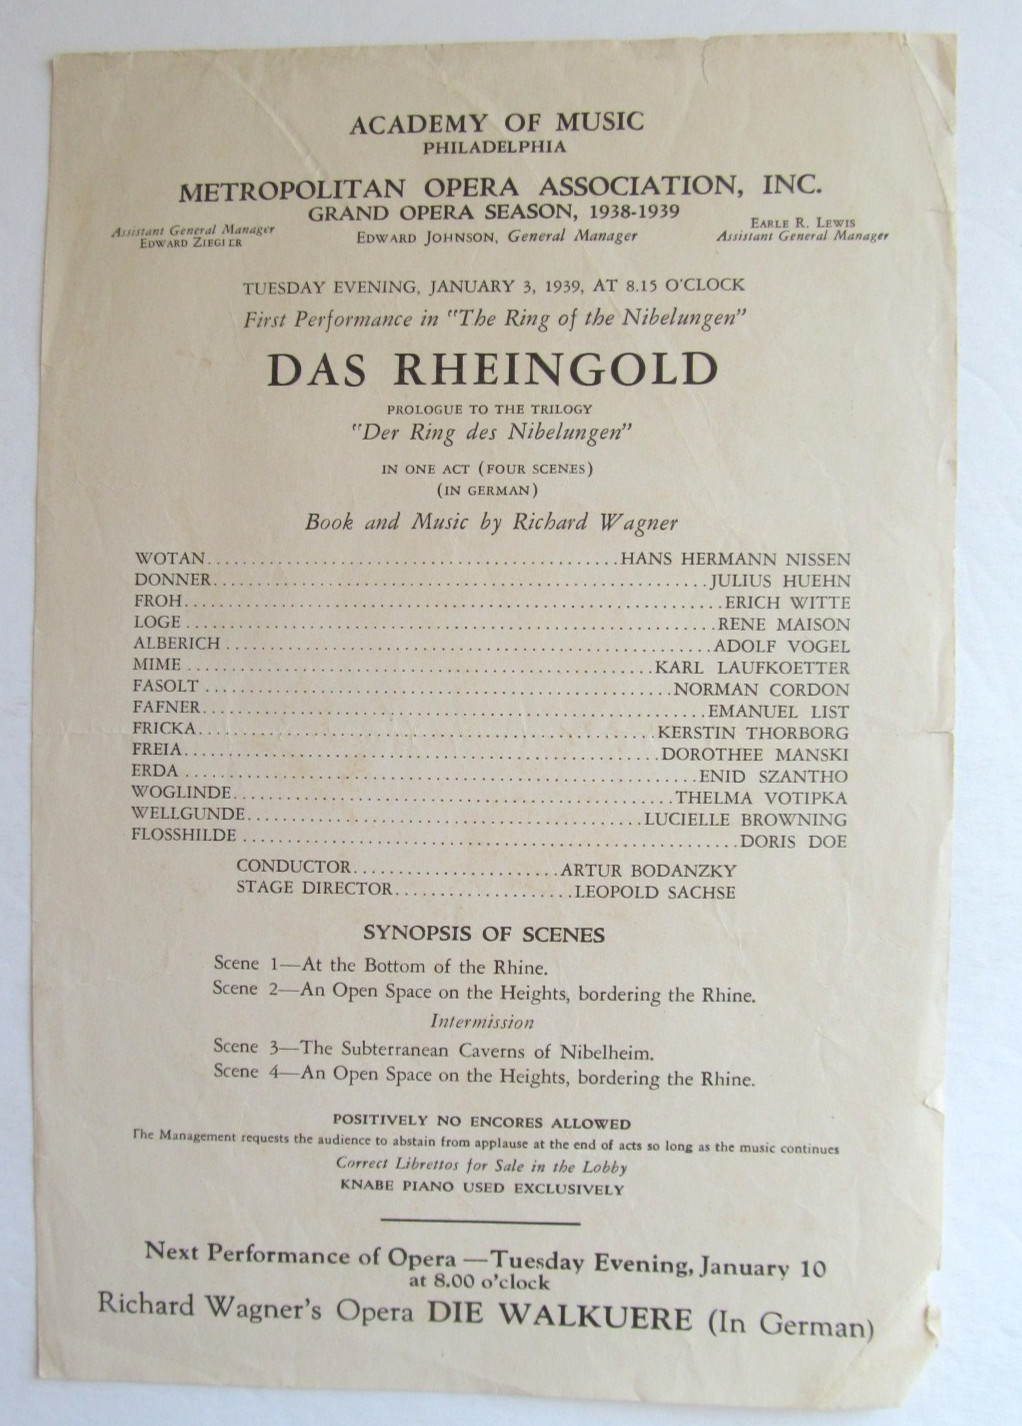 ACADEMY OF MUSIC
PHILADELPHIA
METROPOLITAN OPERA ASSOCIATION, INC.
GRAND OPERA SEASON, 1938-1939
Assistant General Manager
EDWARD ZIEGLER
EDWARD JOHNSON, General Manager
EARLE R. LEWIS
Assistant General Manager
TUESDAY EVENING, JANUARY 3, 1939, AT 8.15 O'CLOCK
First Performance in "The Ring of the Nibelungen"
DAS RHEINGOLD
PROLOGUE TO THE TRILOGY
"Der Ring des Nibelungen"
IN ONE ACT (FOUR SCENES)
(IN GERMAN)
Book and Music by Richard Wagner
WOTAN..........HANS HERMANN NISSEN
DONNER..........JULIUS HUEHN
FROH..........ERICH WITTE
LOGE..........RENE MAISON
ALBERICH..........ADOLF VOGEL
MIME..........KARL LAUFKOETTER
FASOLT..........NORMAN CORDON
FAFNER..........EMANUEL LIST
FRICKA..........KERSTIN THORBORG
FREIA..........DOROTHEE MANSKI
ERDA..........ENID SZANTHO
WOGLINDE..........THELMA VOTIPKA
WELLGUNDE..........LUCIELLE BROWNING
FLOSSHILDE..........DORIS DOE
CONDUCTOR..........ARTUR BODANZKY
STAGE DIRECTOR..........LEOPOLD SACHSE
SYNOPSIS OF SCENES
Scene 1—At the Bottom of the Rhine.
Scene 2—An Open Space on the Heights, bordering the Rhine.
Intermission
Scene 3—The Subterranean Caverns of Nibelheim.
Scene 4—An Open Space on the Heights, bordering the Rhine.
POSITIVELY NO ENCORES ALLOWED
The Management requests the audience to abstain from applause at the end of acts so long as the music continues
Correct Librettos for Sale in the Lobby
KNABE PIANO USED EXCLUSIVELY
Next Performance of Opera —Tuesday Evening, January 10
at 8.00 o'clock
Richard Wagner's Opera DIE WALKUERE (In German)